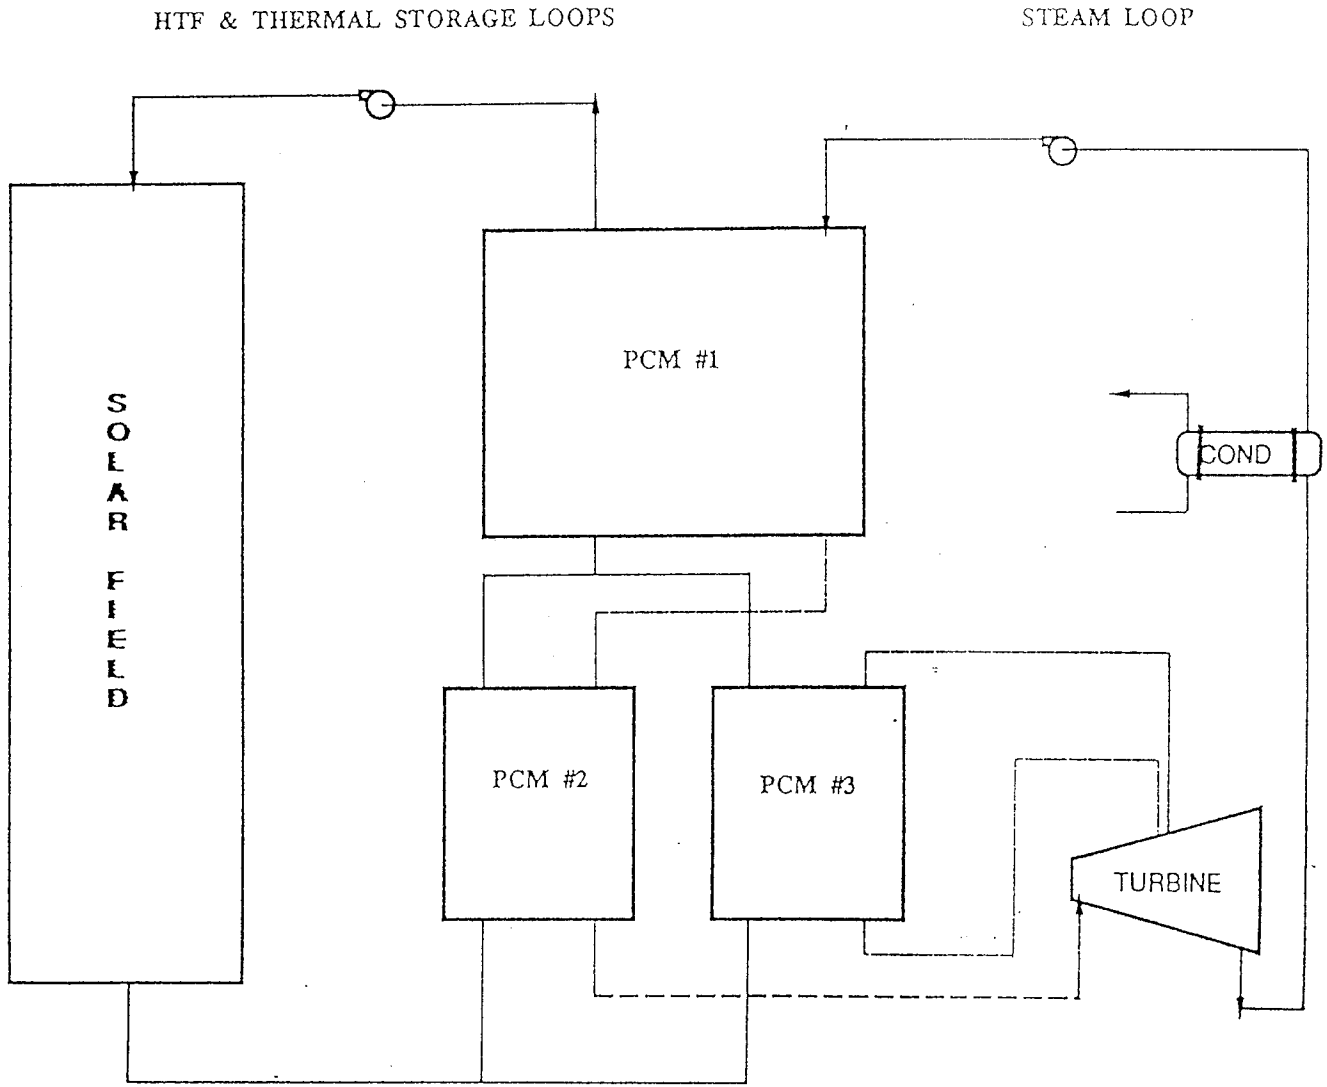 HTF & THERMAL STORAGE LOOPS
STEAM LOOP
PCM #1
SOLAR FIELD
COND
PCM #2
PCM #3
TURBINE